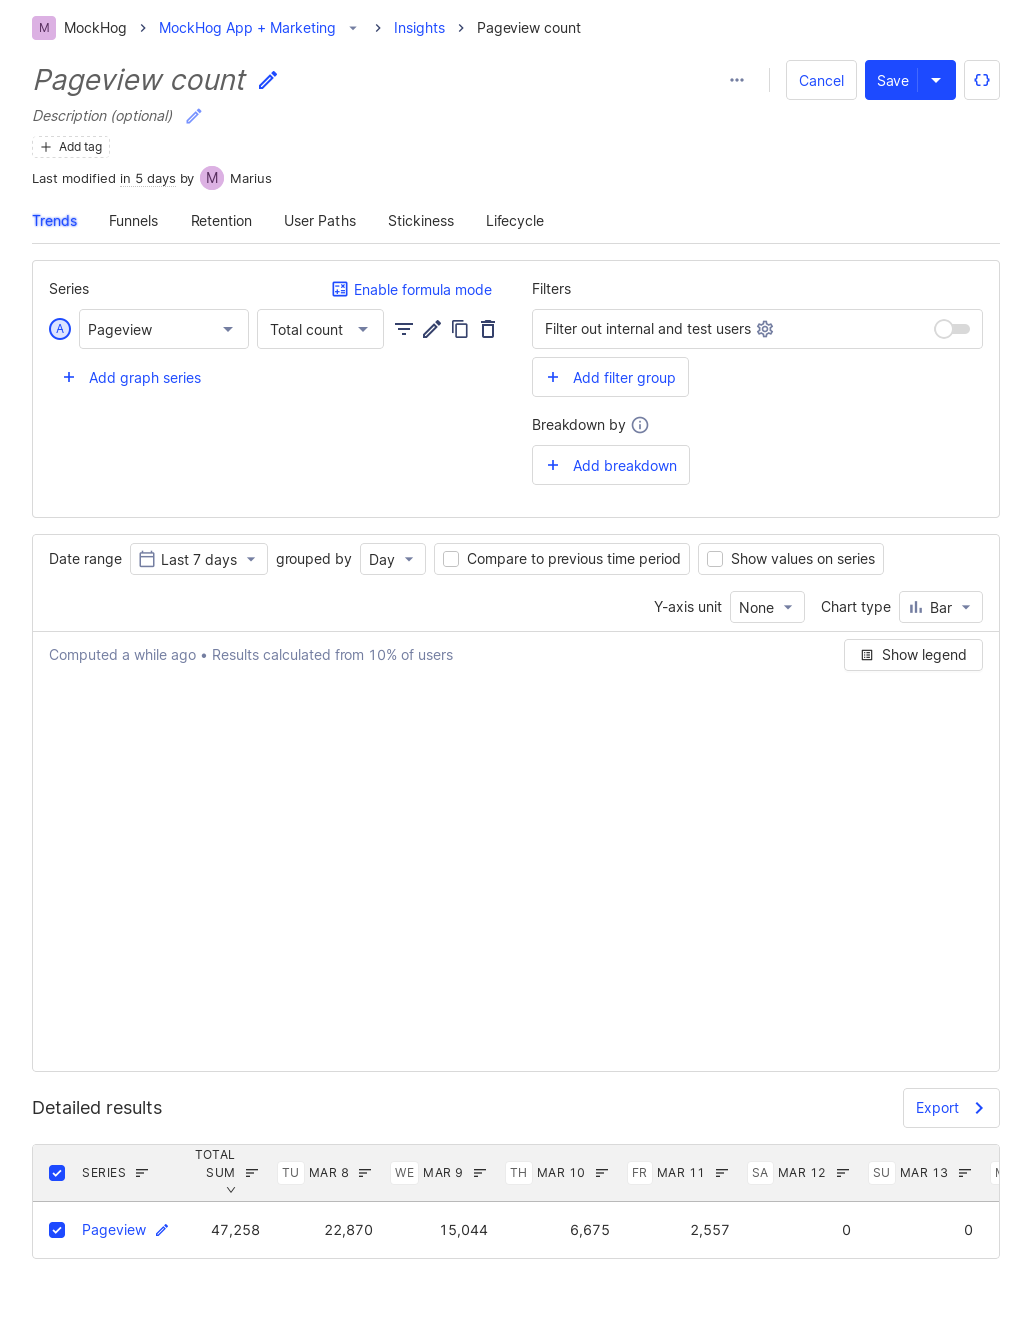 M MockHog > MockHog App + Marketing > Insights > Pageview count
Pageview count
Cancel Save
Description (optional)
Add tag
Last modified in 5 days by M Marius
Trends Funnels Retention User Paths Stickiness Lifecycle
Series Enable formula mode
A Pageview Total count
+ Add graph series
Filters
Filter out internal and test users
+ Add filter group
Breakdown by
+ Add breakdown
Date range Last 7 days grouped by Day Compare to previous time period Show values on series
Y-axis unit None Chart type Bar
Computed a while ago • Results calculated from 10% of users Show legend
Detailed results Export
SERIES TOTAL SUM TU MAR 8 WE MAR 9 TH MAR 10 FR MAR 11 SA MAR 12 SU MAR 13
Pageview 47,258 22,870 15,044 6,675 2,557 0 0